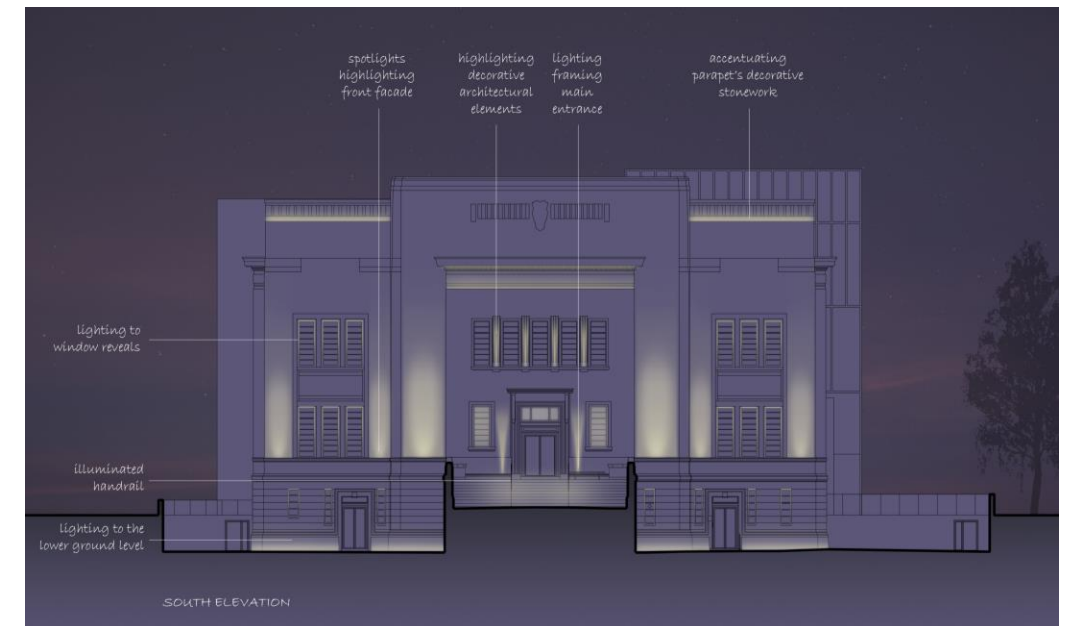 spotlights
highlighting
front facade
highlighting
decorative
architectural
elements
lighting
framing
main
entrance
accentuating
parapet's decorative
stonework
lighting to
window reveals
illuminated
handrail
lighting to the
lower ground level
SOUTH ELEVATION